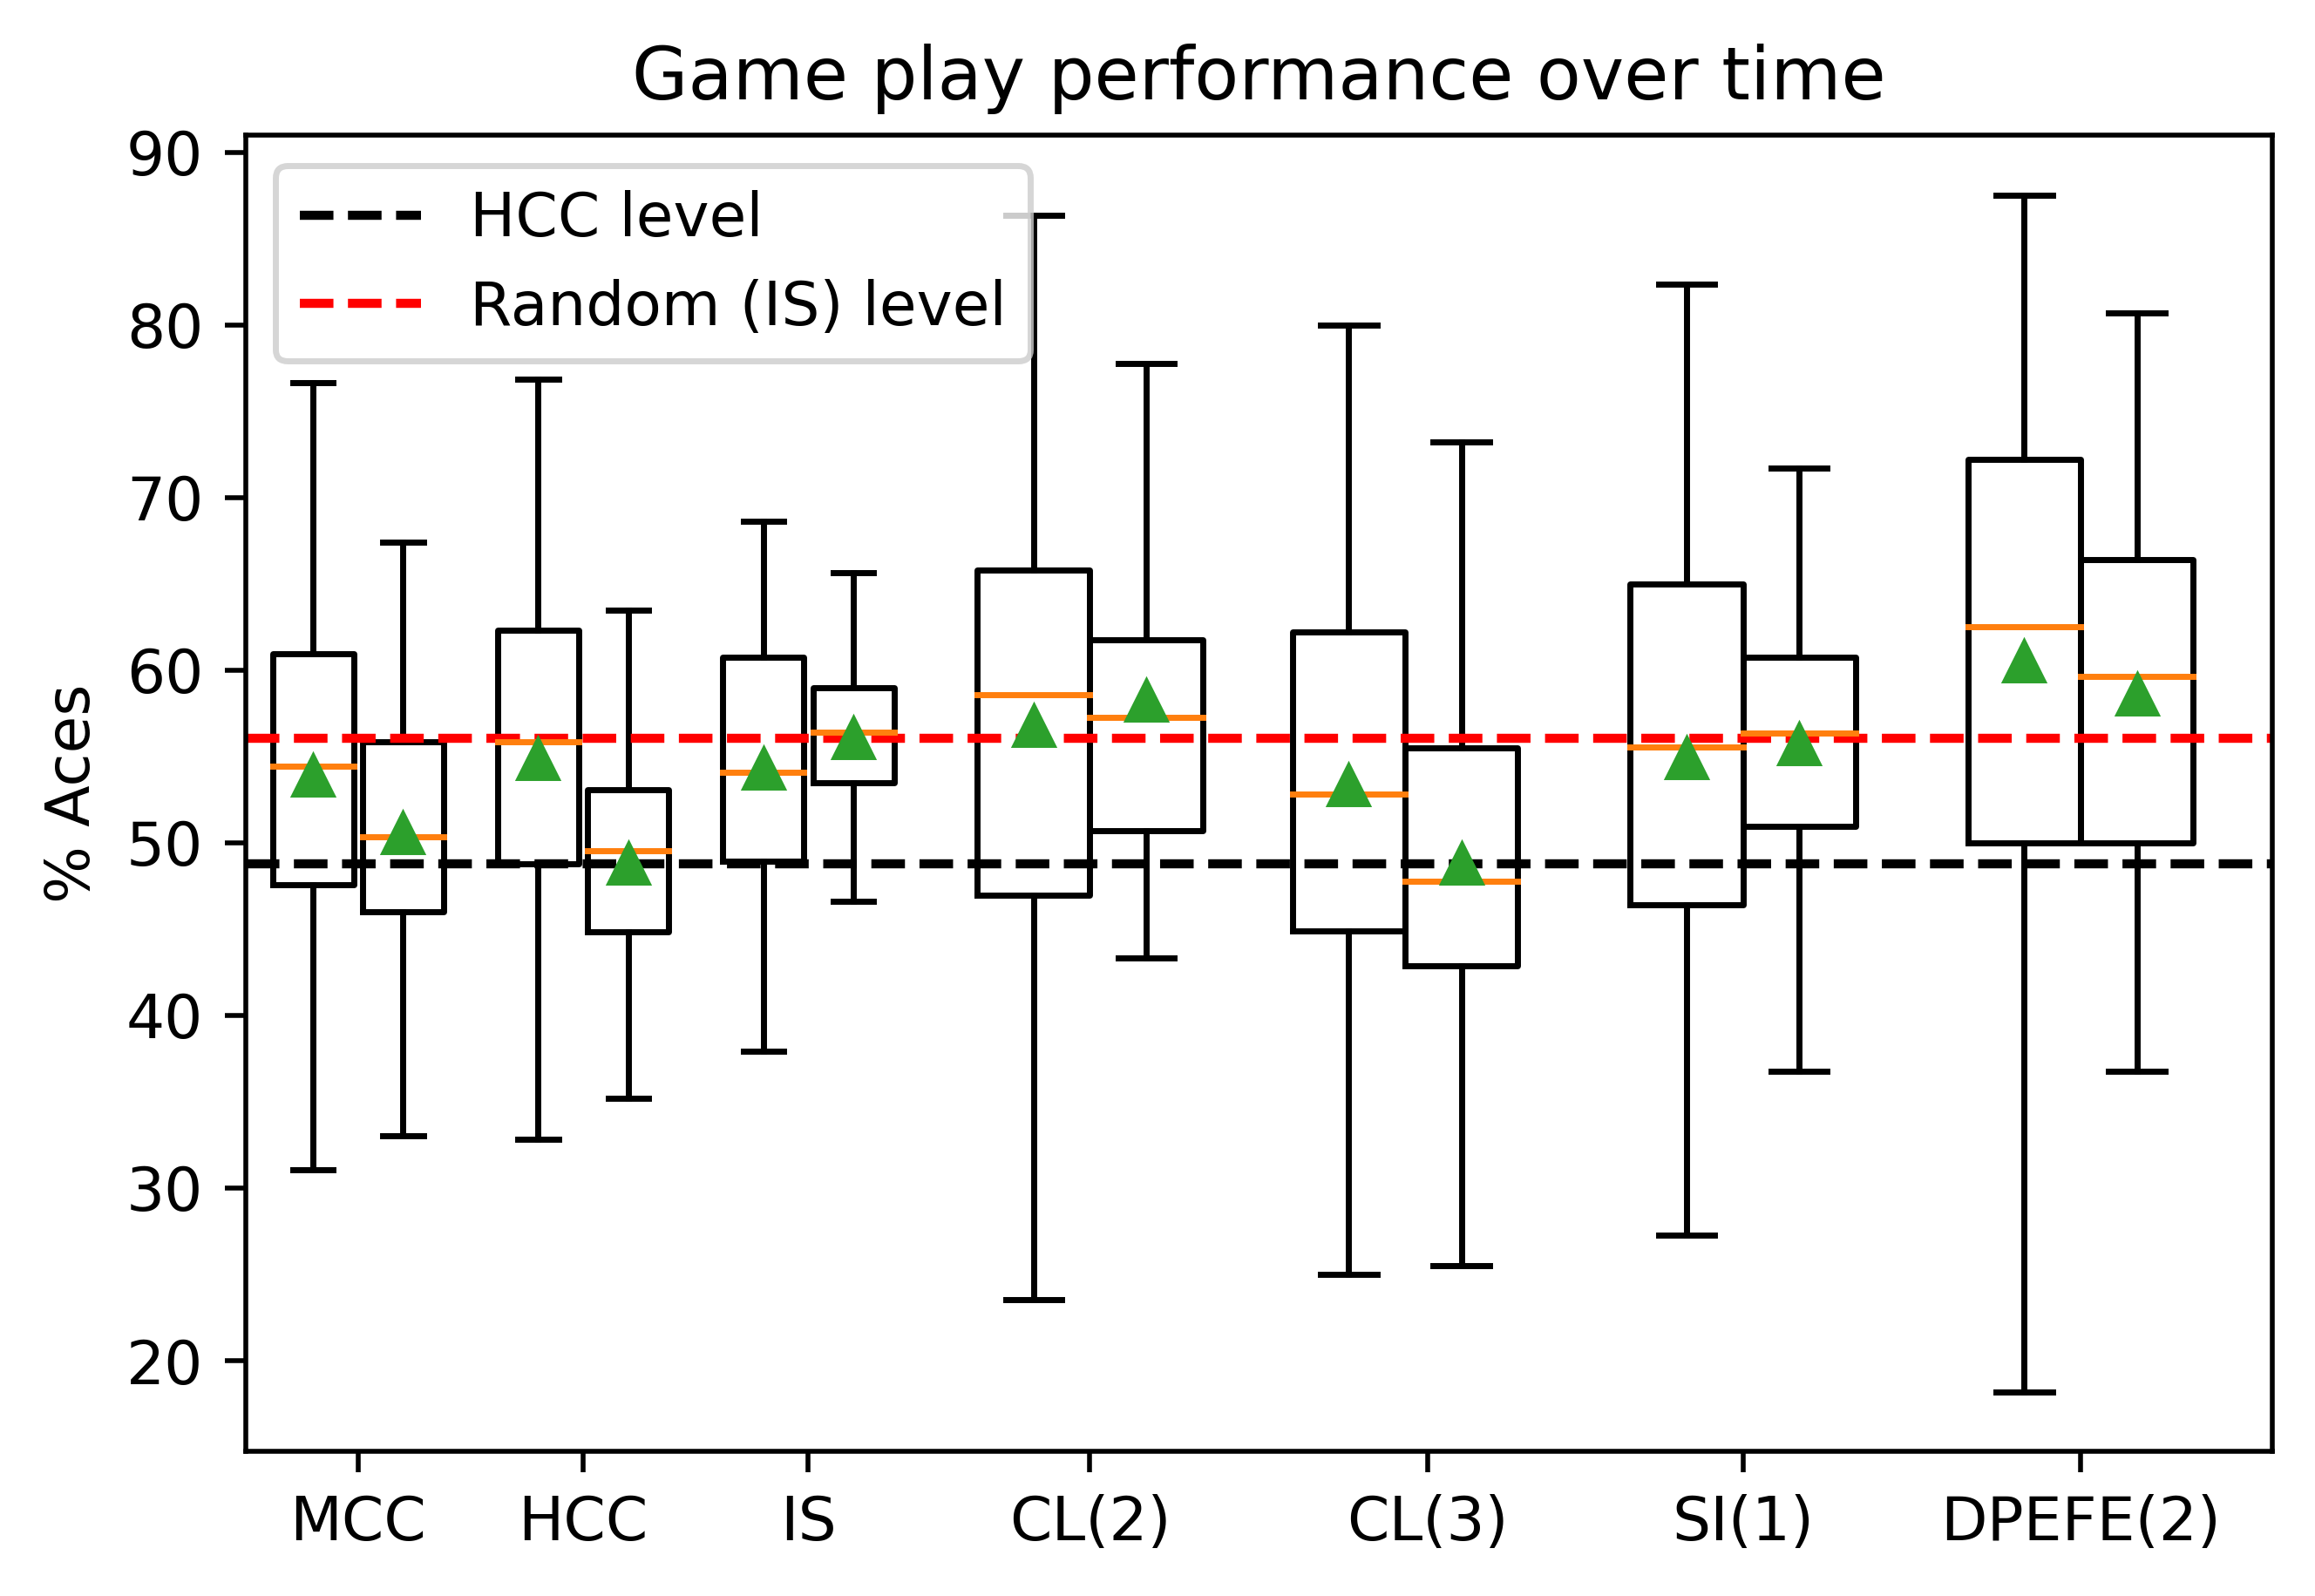 Game play performance over time
90
80
70
60
50
40
30
20
% Aces
HCC level
Random (IS) level
MCC
HCC
IS
CL(2)
CL(3)
SI(1)
DPEFE(2)